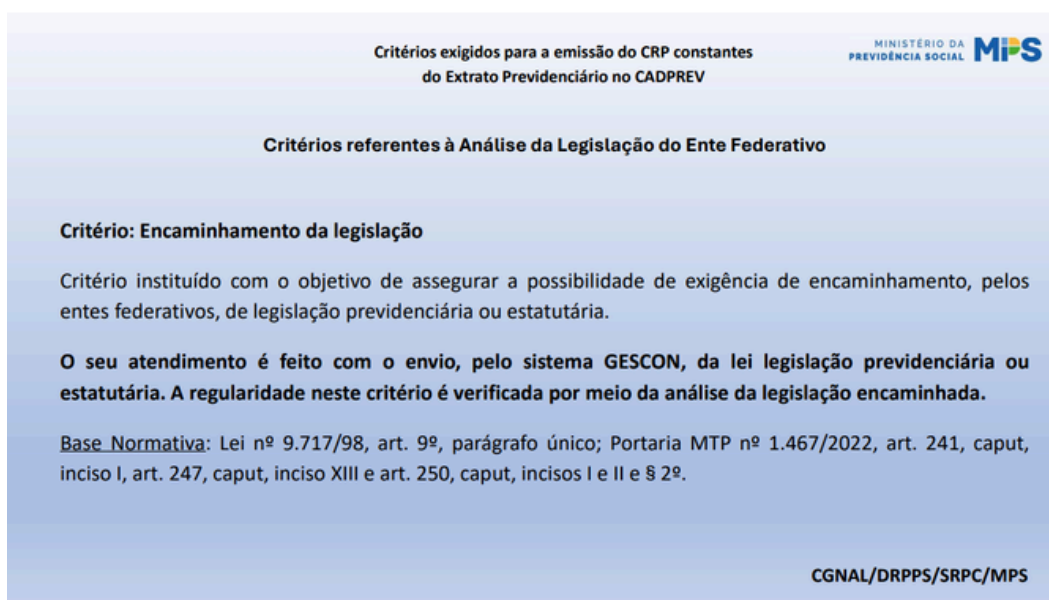 Critérios exigidos para a emissão do CRP constantes
do Extrato Previdenciário no CADPREV
MINISTÉRIO DA
PREVIDÊNCIA SOCIAL
MPS
Critérios referentes à Análise da Legislação do Ente Federativo
Critério: Encaminhamento da legislação
Critério instituído com o objetivo de assegurar a possibilidade de exigência de encaminhamento, pelos
entes federativos, de legislação previdenciária ou estatutária.
O seu atendimento é feito com o envio, pelo sistema GESCON, da lei legislação previdenciária ou
estatutária. A regularidade neste critério é verificada por meio da análise da legislação encaminhada.
Base Normativa: Lei nº 9.717/98, art. 9º, parágrafo único; Portaria MTP nº 1.467/2022, art. 241, caput,
inciso I, art. 247, caput, inciso XIII e art. 250, caput, incisos I e II e § 2º.
CGNAL/DRPPS/SRPC/MPS